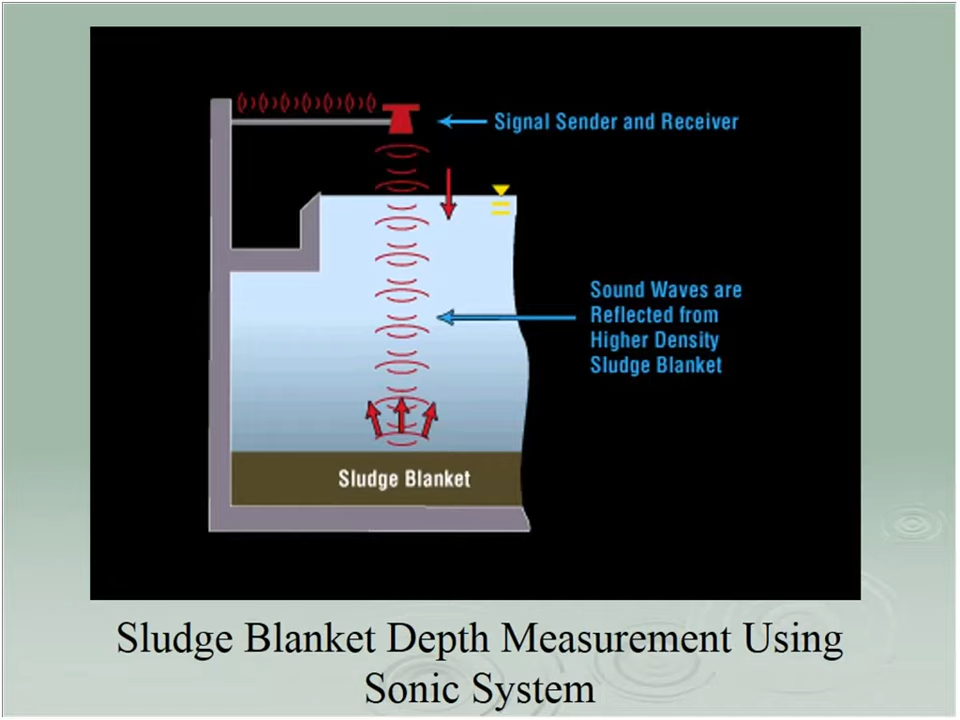 Signal Sender and Receiver
Sound Waves are
Reflected from
Higher Density
Sludge Blanket
Sludge Blanket
Sludge Blanket Depth Measurement Using
Sonic System